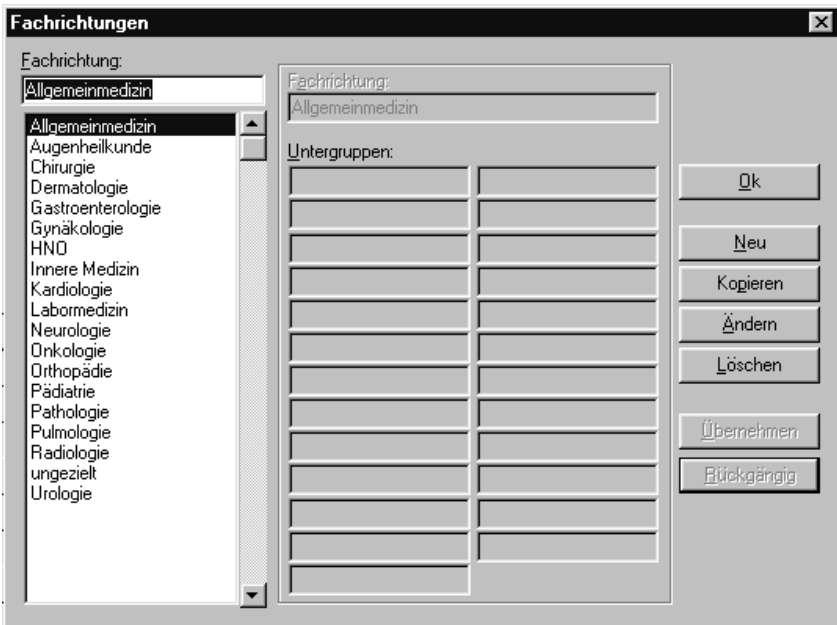 Fachrichtungen
Fachrichtung:
Allgemeinmedizin
Allgemeinmedizin
Augenheilkunde
Chirurgie
Dermatologie
Gastroenterologie
Gynäkologie
HNO
Innere Medizin
Kardiologie
Labormedizin
Neurologie
Onkologie
Orthopädie
Pädiatrie
Pathologie
Pulmologie
Radiologie
ungezielt
Urologie
Fachrichtung:
Allgemeinmedizin
Untergruppen:
Ok
Neu
Kopieren
Ändern
Löschen
Übernehmen
Rückgängig